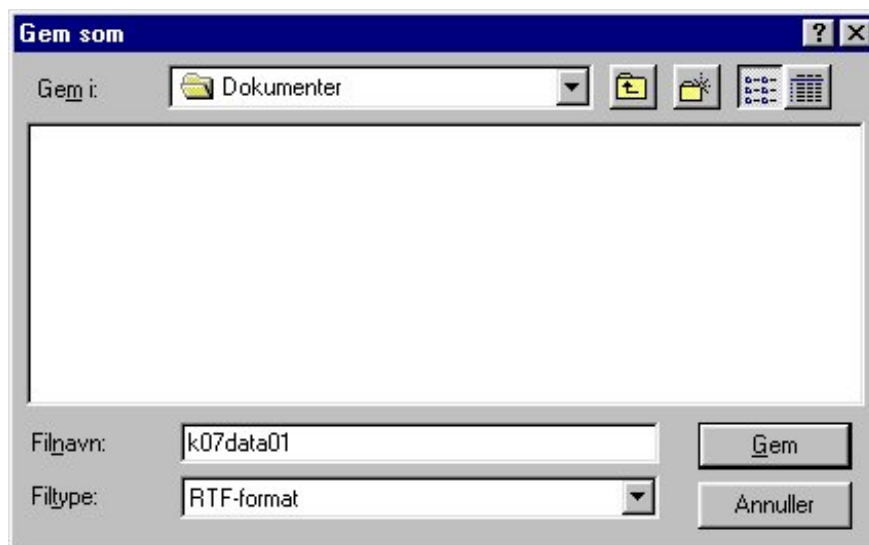 Gem som
Gem i: Dokumenter
Filnavn: k07data01 Gem
Filtype: RTF-format Annuller